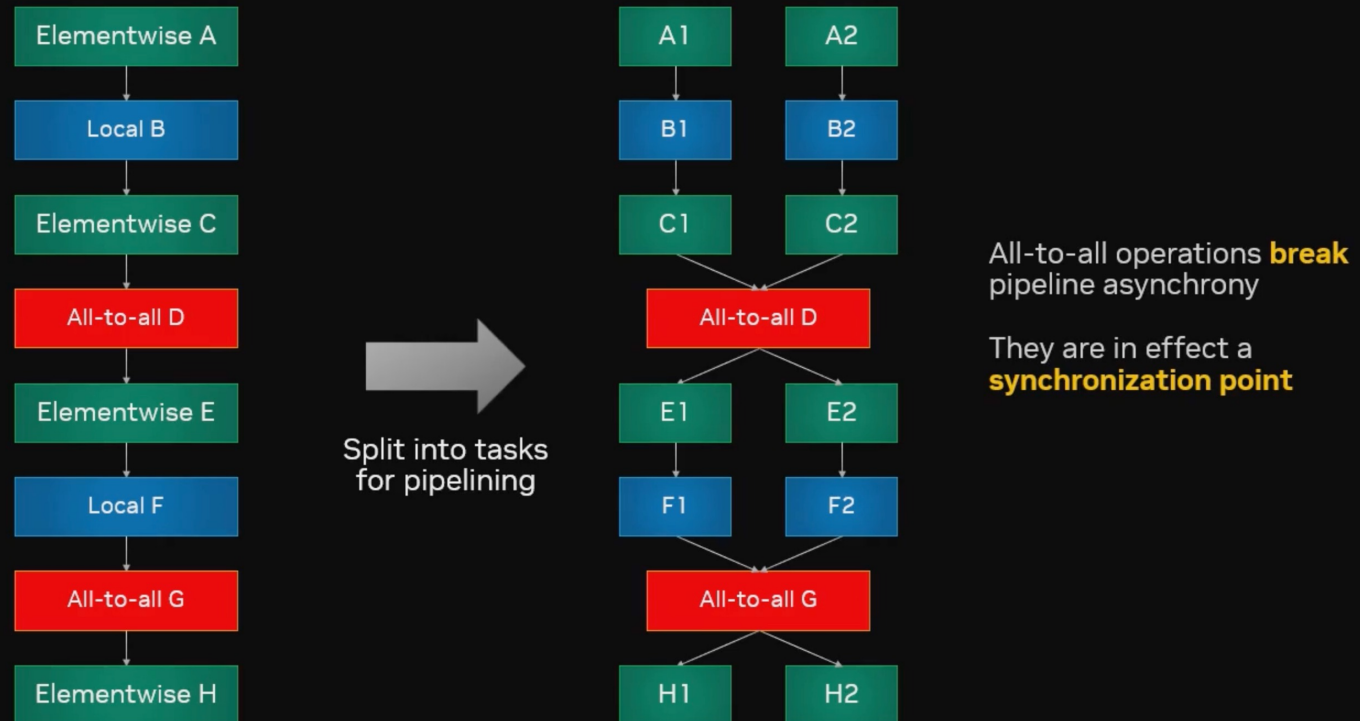 Elementwise A
Local B
Elementwise C
All-to-all D
Elementwise E
Local F
All-to-all G
Elementwise H
Split into tasks
for pipelining
A1
A2
B1
B2
C1
C2
All-to-all D
E1
E2
F1
F2
All-to-all G
H1
H2
All-to-all operations break
pipeline asynchrony
They are in effect a
synchronization point